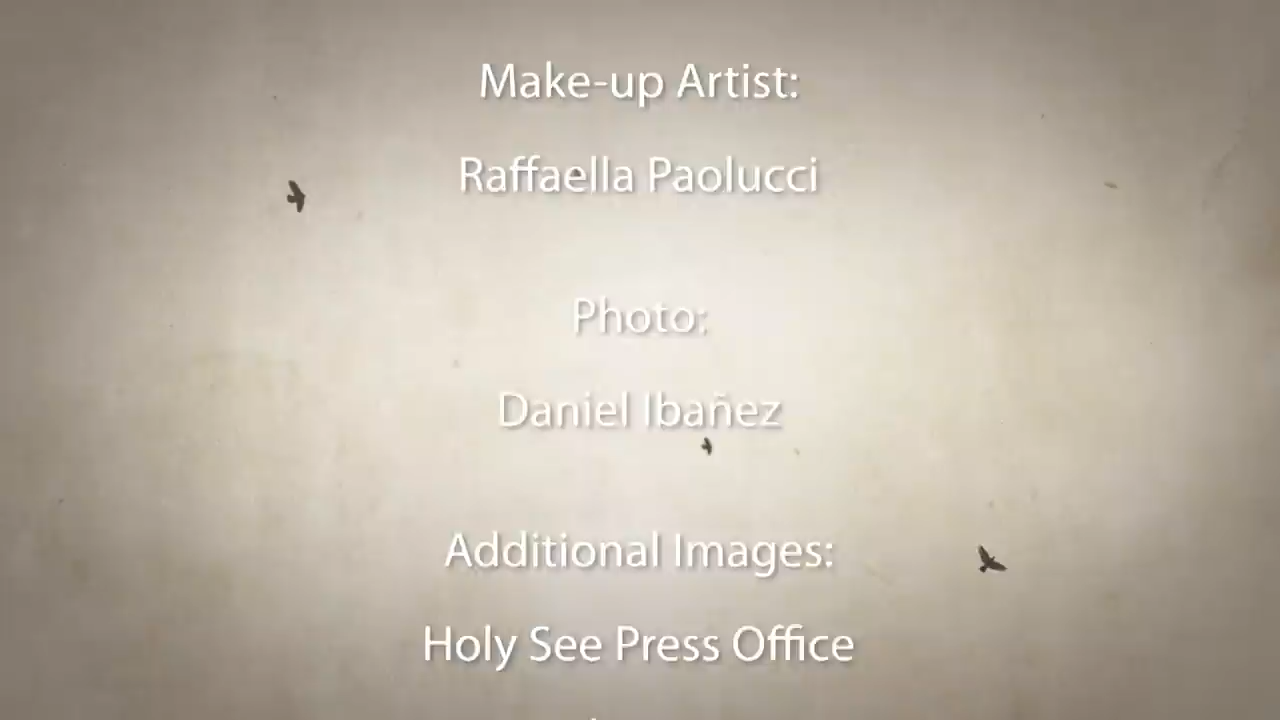 Make-up Artist:
Raffaella Paolucci
Photo:
Daniel Ibañez
Additional Images:
Holy See Press Office